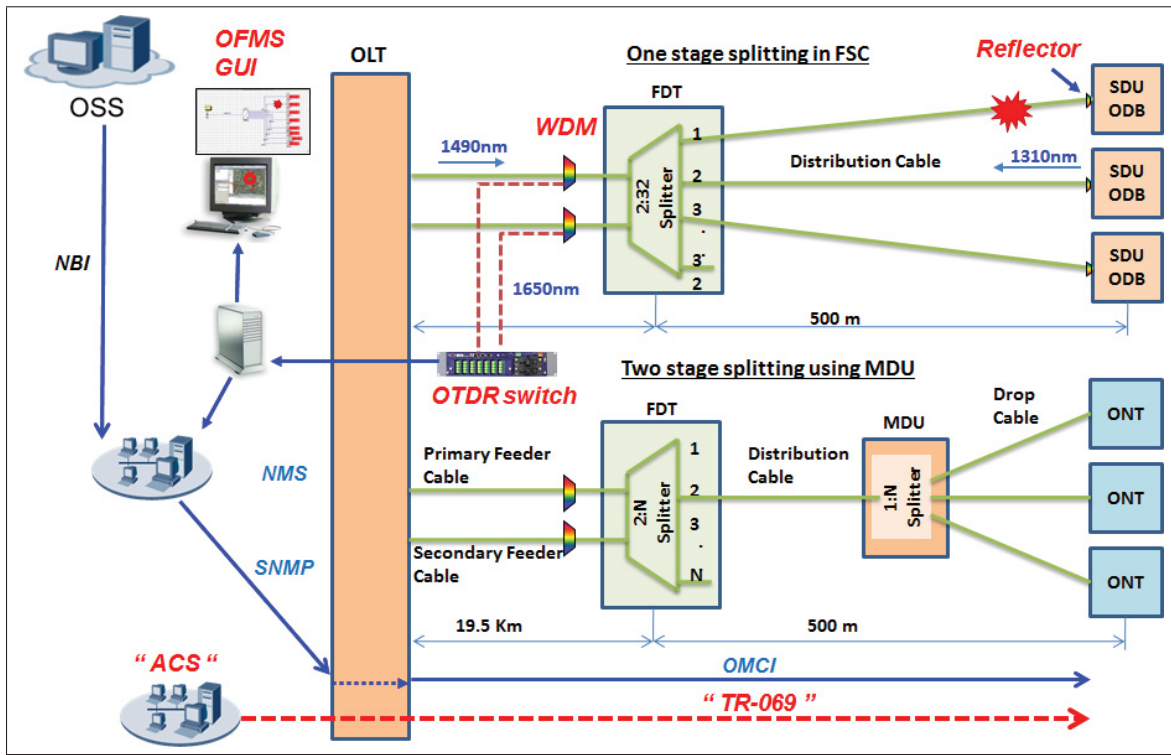 OSS
OFMS
GUI
OLT
One stage splitting in FSC
Reflector
FDT
SDU
ODB
WDM
1490nm
1
Distribution Cable
1310nm
2:32
Splitter
2
SDU
ODB
3
.
3.
2
SDU
ODB
NBI
1650nm
500 m
OTDR switch
Two stage splitting using MDU
FDT
Drop
Cable
MDU
ONT
Primary Feeder
Cable
1
Distribution
Cable
NMS
2:N
Splitter
2
1:N
Splitter
ONT
3
.
N
Secondary Feeder
Cable
ONT
SNMP
19.5 Km
500 m
OMCI
“ ACS “
“ TR-069 ”